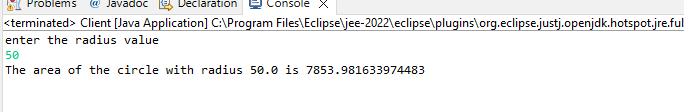 Problems @ Javadoc Declaration Console
<terminated> Client [Java Application] C:\Program Files\Eclipse\jee-2022\eclipse\plugins\org.eclipse.justj.openjdk.hotspot.jre.ful
enter the radius value
50
The area of the circle with radius 50.0 is 7853.981633974483